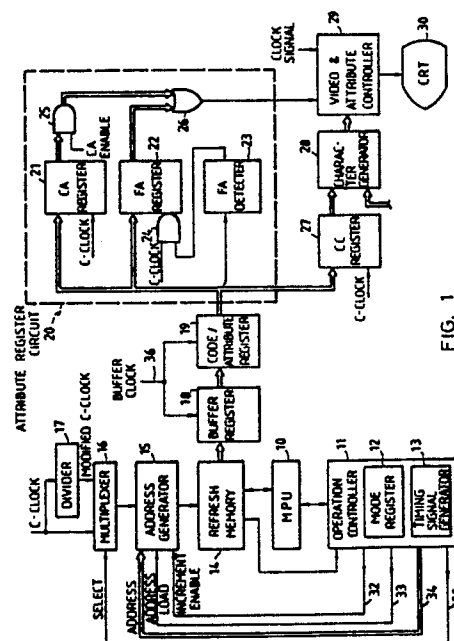 CLOCK SIGNAL
29
VIDEO & ATTRIBUTE CONTROLLER
30
CRT
25
CA ENABLE
26
21
CA REGISTER
C-CLOCK
22
FA REGISTER
24
C-CLOCK
23
FA DETECTER
28
CHARAC-TER GENERATOR
27
CC REGISTER
C-CLOCK
ATTRIBUTE REGISTER CIRCUIT
20
BUFFER CLOCK
36
19
CODE/ATTRIBUTE REGISTER
18
BUFFER REGISTER
C-CLOCK
17
DIVIDER
MODIFIED C-CLOCK
16
MULTIPLEXER
SELECT
15
ADDRESS GENERATOR
ADDRESS
ADDRESS LOAD
INCREMENT ENABLE
REFRESH MEMORY
14
10
MPU
11
OPERATION CONTROLLER
12
MODE REGISTER
13
TIMING SIGNAL GENERATOR
32
33
34
FIG. 1